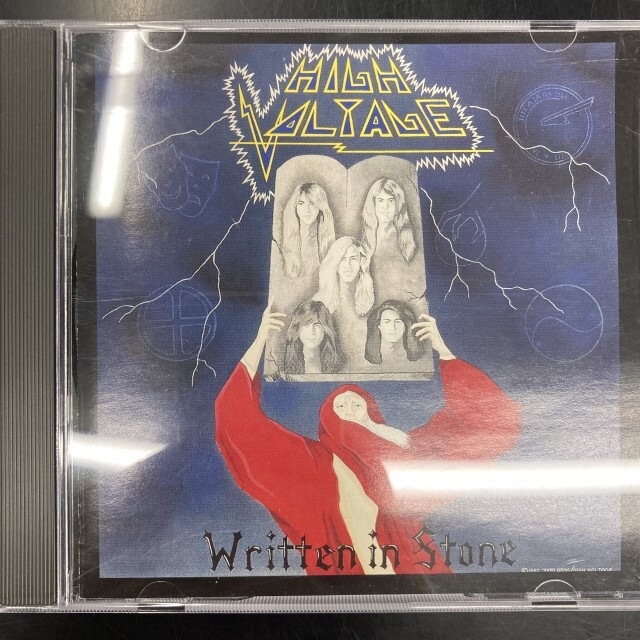 HIGH
VOLTAGE
Written in Stone